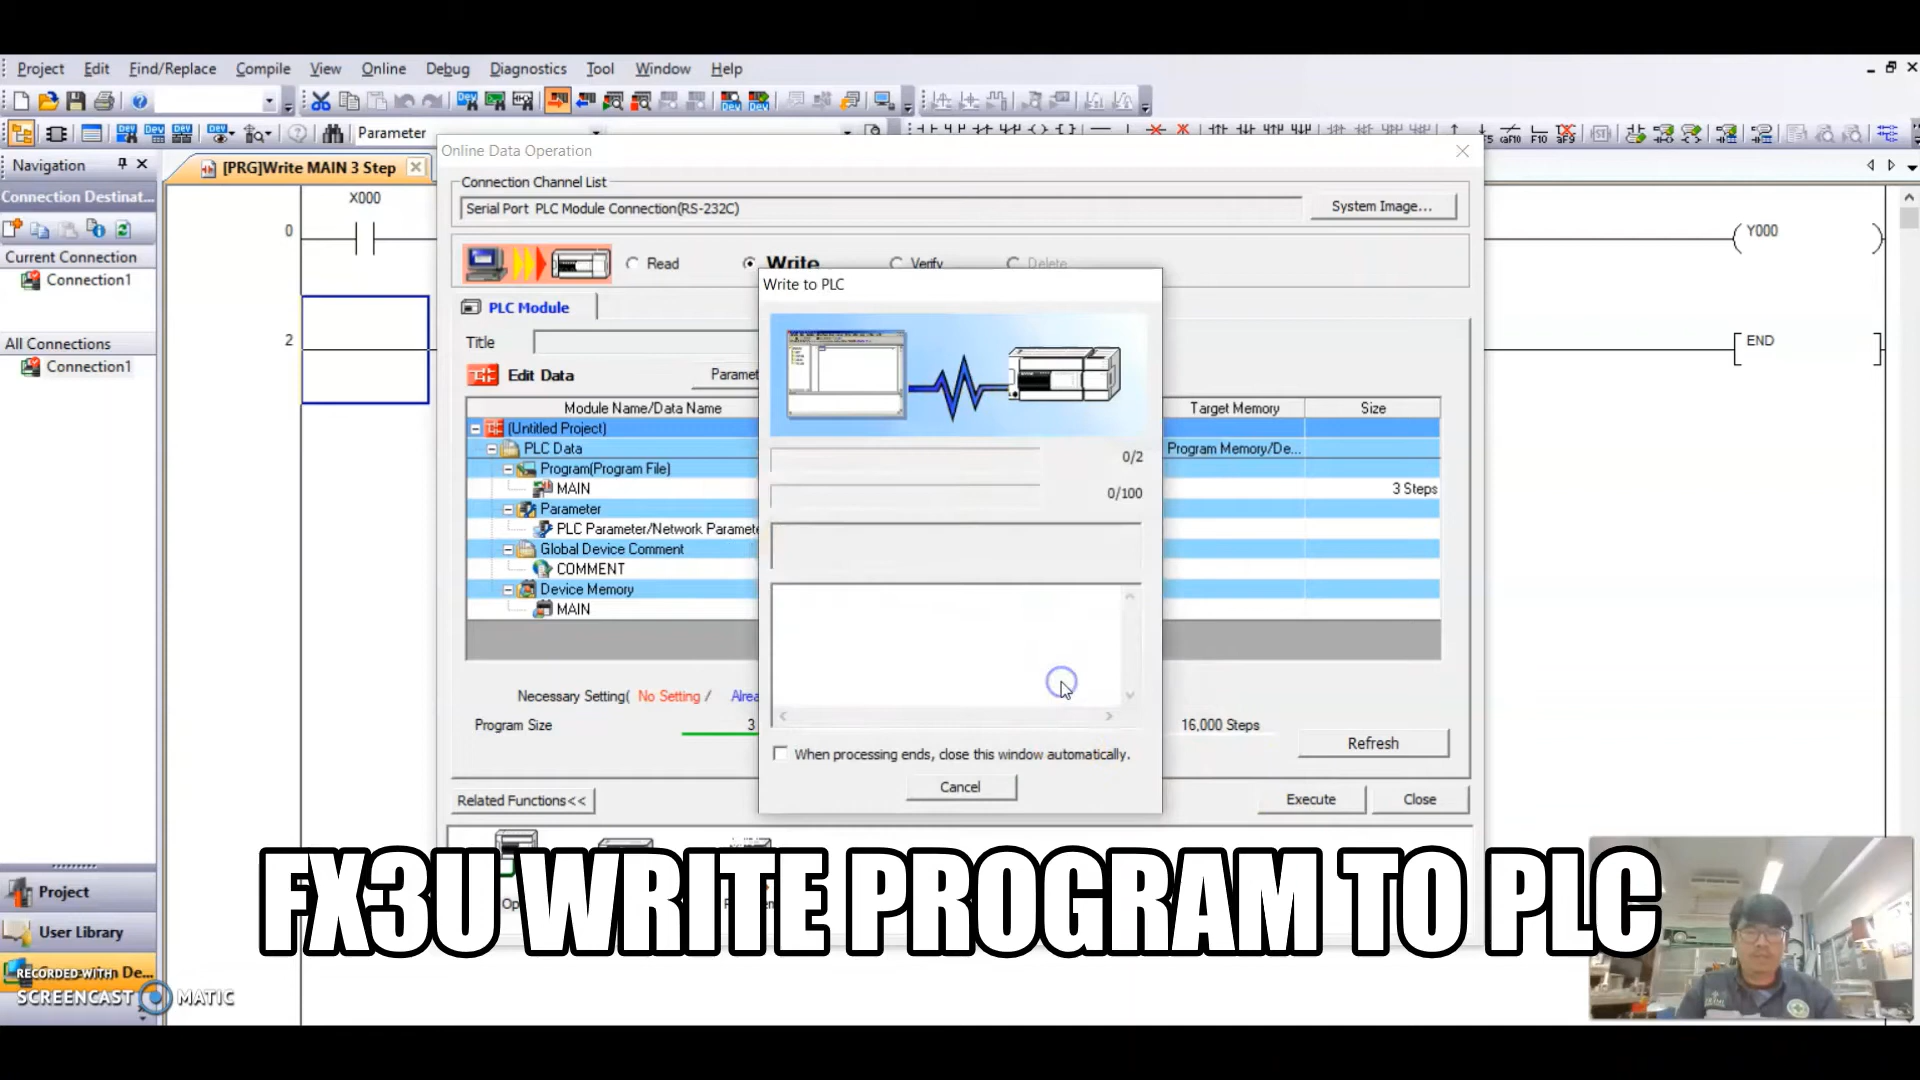 Project Edit Find/Replace Compile View Online Debug Diagnostics Tool Window Help
Parameter
Navigation
[PRG]Write MAIN 3 Step
Connection Destinat...
Current Connection
Connection1
All Connections
Connection1
Project
User Library
X000
0
Y000
2
END
Online Data Operation
Connection Channel List
Serial Port PLC Module Connection(RS-232C)
System Image...
Read Write Verify Delete
PLC Module
Title
Edit Data
Module Name/Data Name Target Memory Size
(Untitled Project)
PLC Data Program Memory/De...
Program(Program File)
MAIN 3 Steps
Parameter
PLC Parameter/Network Paramete
Global Device Comment
COMMENT
Device Memory
MAIN
Necessary Setting( No Setting /
Program Size 3 16,000 Steps
Refresh
Related Functions<<
Execute Close
Write to PLC
0/2
0/100
When processing ends, close this window automatically.
Cancel
FX3U WRITE PROGRAM TO PLC
RECORDED WITH
SCREENCAST MATIC